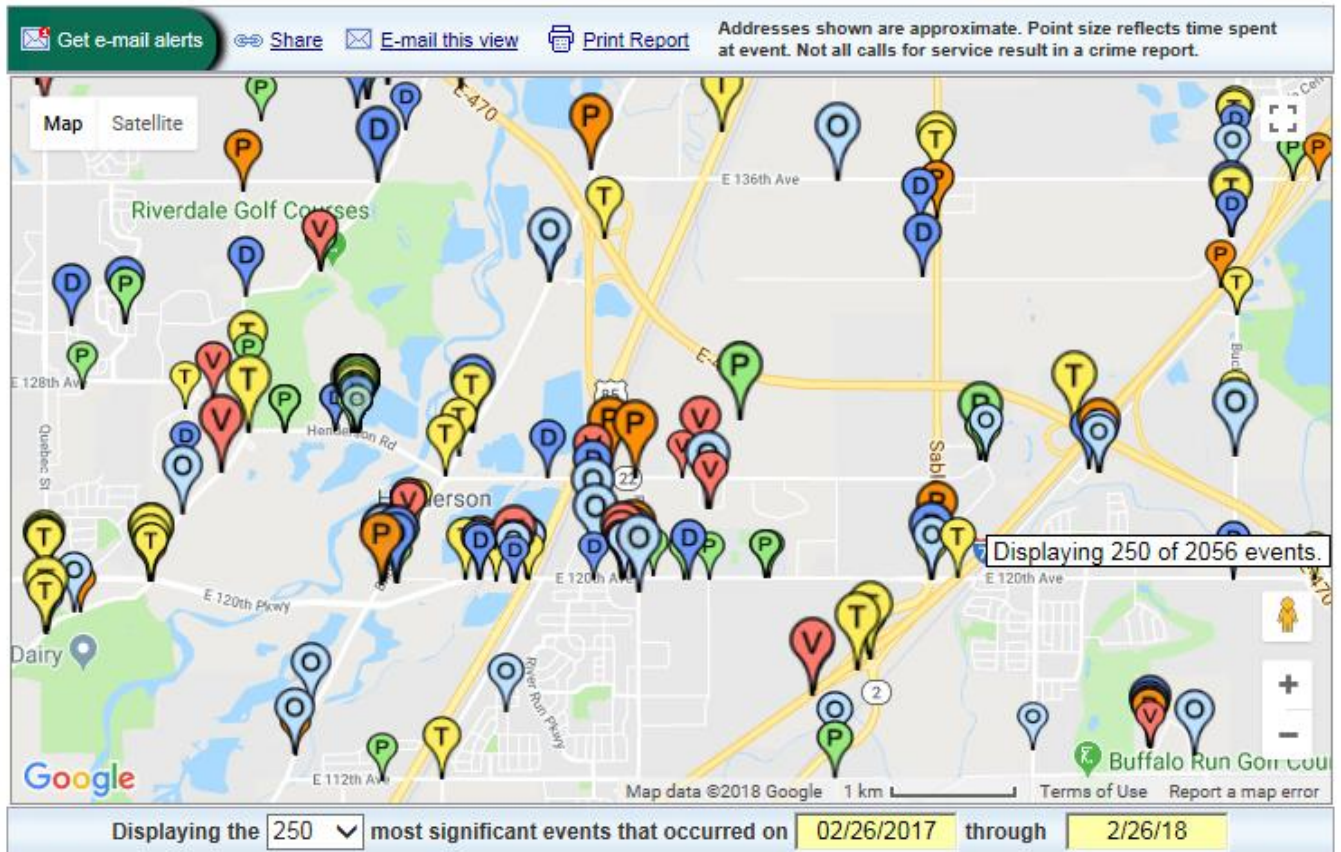 Get e-mail alerts
Share
E-mail this view
Print Report
Addresses shown are approximate. Point size reflects time spent
at event. Not all calls for service result in a crime report.
Map
Satellite
E-470
P
P
D
D
P
T
T
O
T
D
P
D
O
D
T
D
P
P
P
T
E 136th Ave
Riverdale Golf Courses
V
D
D
P
O
T
P
P
T
V
T
P
D
O
E 128th Ave
Henderson Rd
Quebec St
V
D
O
T
T
T
D
85
P
P
V
D
O
O
22
P
V
V
O
V
P
O
T
P
O
O
T
T
T
O
T
E 120th Pkwy
Henderson
V
P
T
D
O
D
T
D
O
D
P
P
E 120th Ave
P
D
O
T
Displaying 250 of 2056 events.
D
E 120th Ave
E-470
Dairy
O
O
O
River Run Pkwy
V
T
2
O
P
O
V
O
P
T
E 112th Ave
Buffalo Run Golf Cour
+
−
Google
Map data ©2018 Google
1 km
Terms of Use
Report a map error
Displaying the 250 most significant events that occurred on 02/26/2017 through 2/26/18